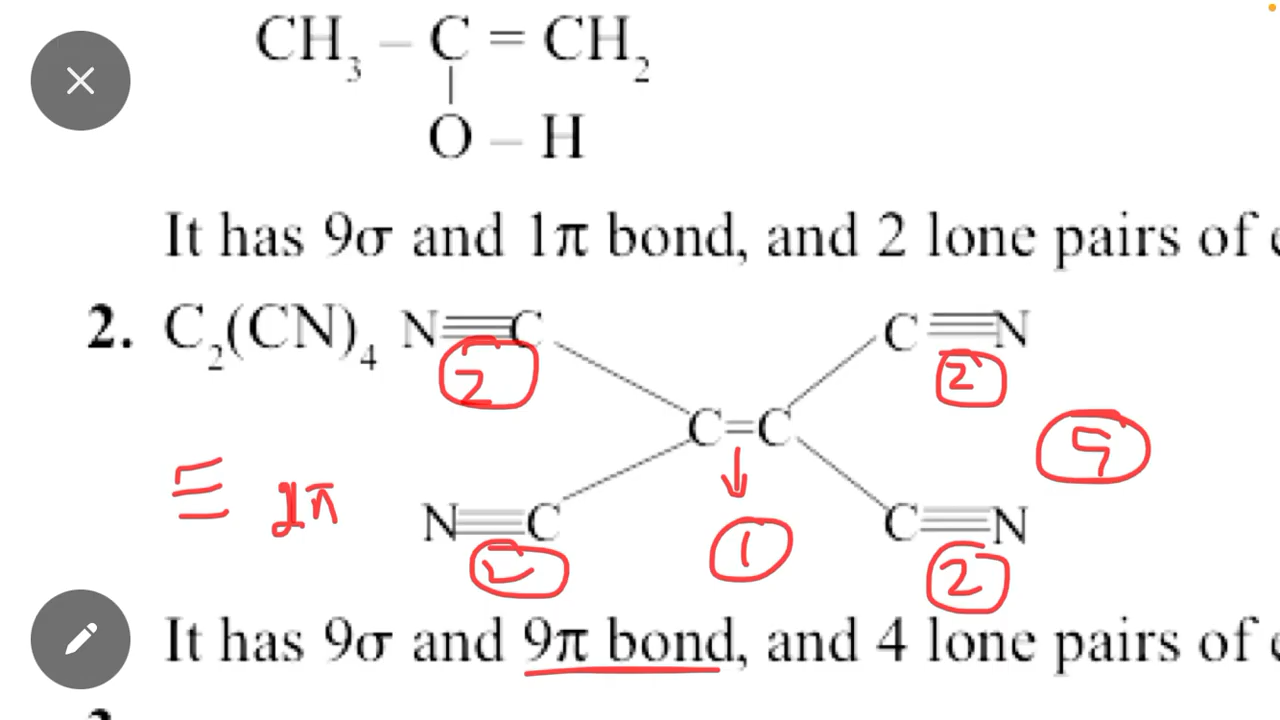 CH₃ – C = CH₂
|
O – H
It has 9σ and 1π bond, and 2 lone pairs of
2. C₂(CN)₄ N≡C C≡N
2 2
C=C 9
≡ 2π
N≡C C≡N
1
2 2
It has 9σ and 9π bond, and 4 lone pairs of